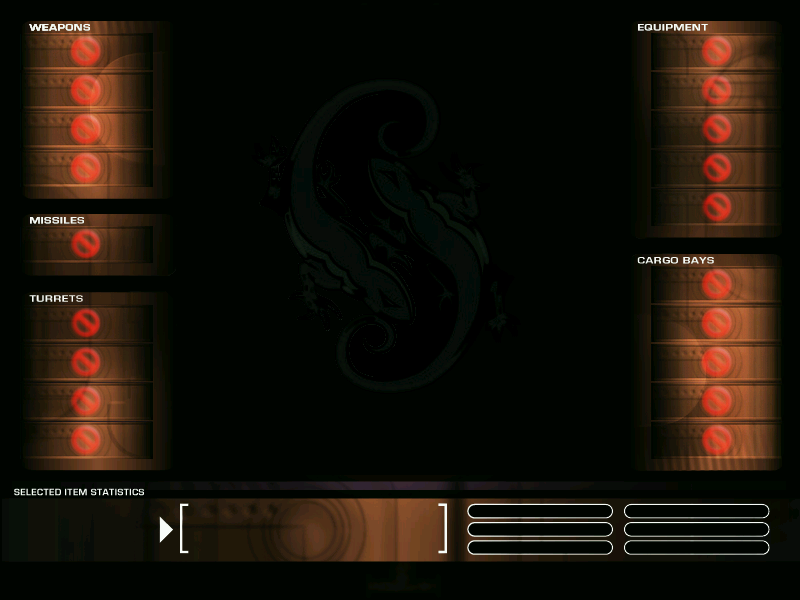 WEAPONS
EQUIPMENT
MISSILES
CARGO BAYS
TURRETS
SELECTED ITEM STATISTICS